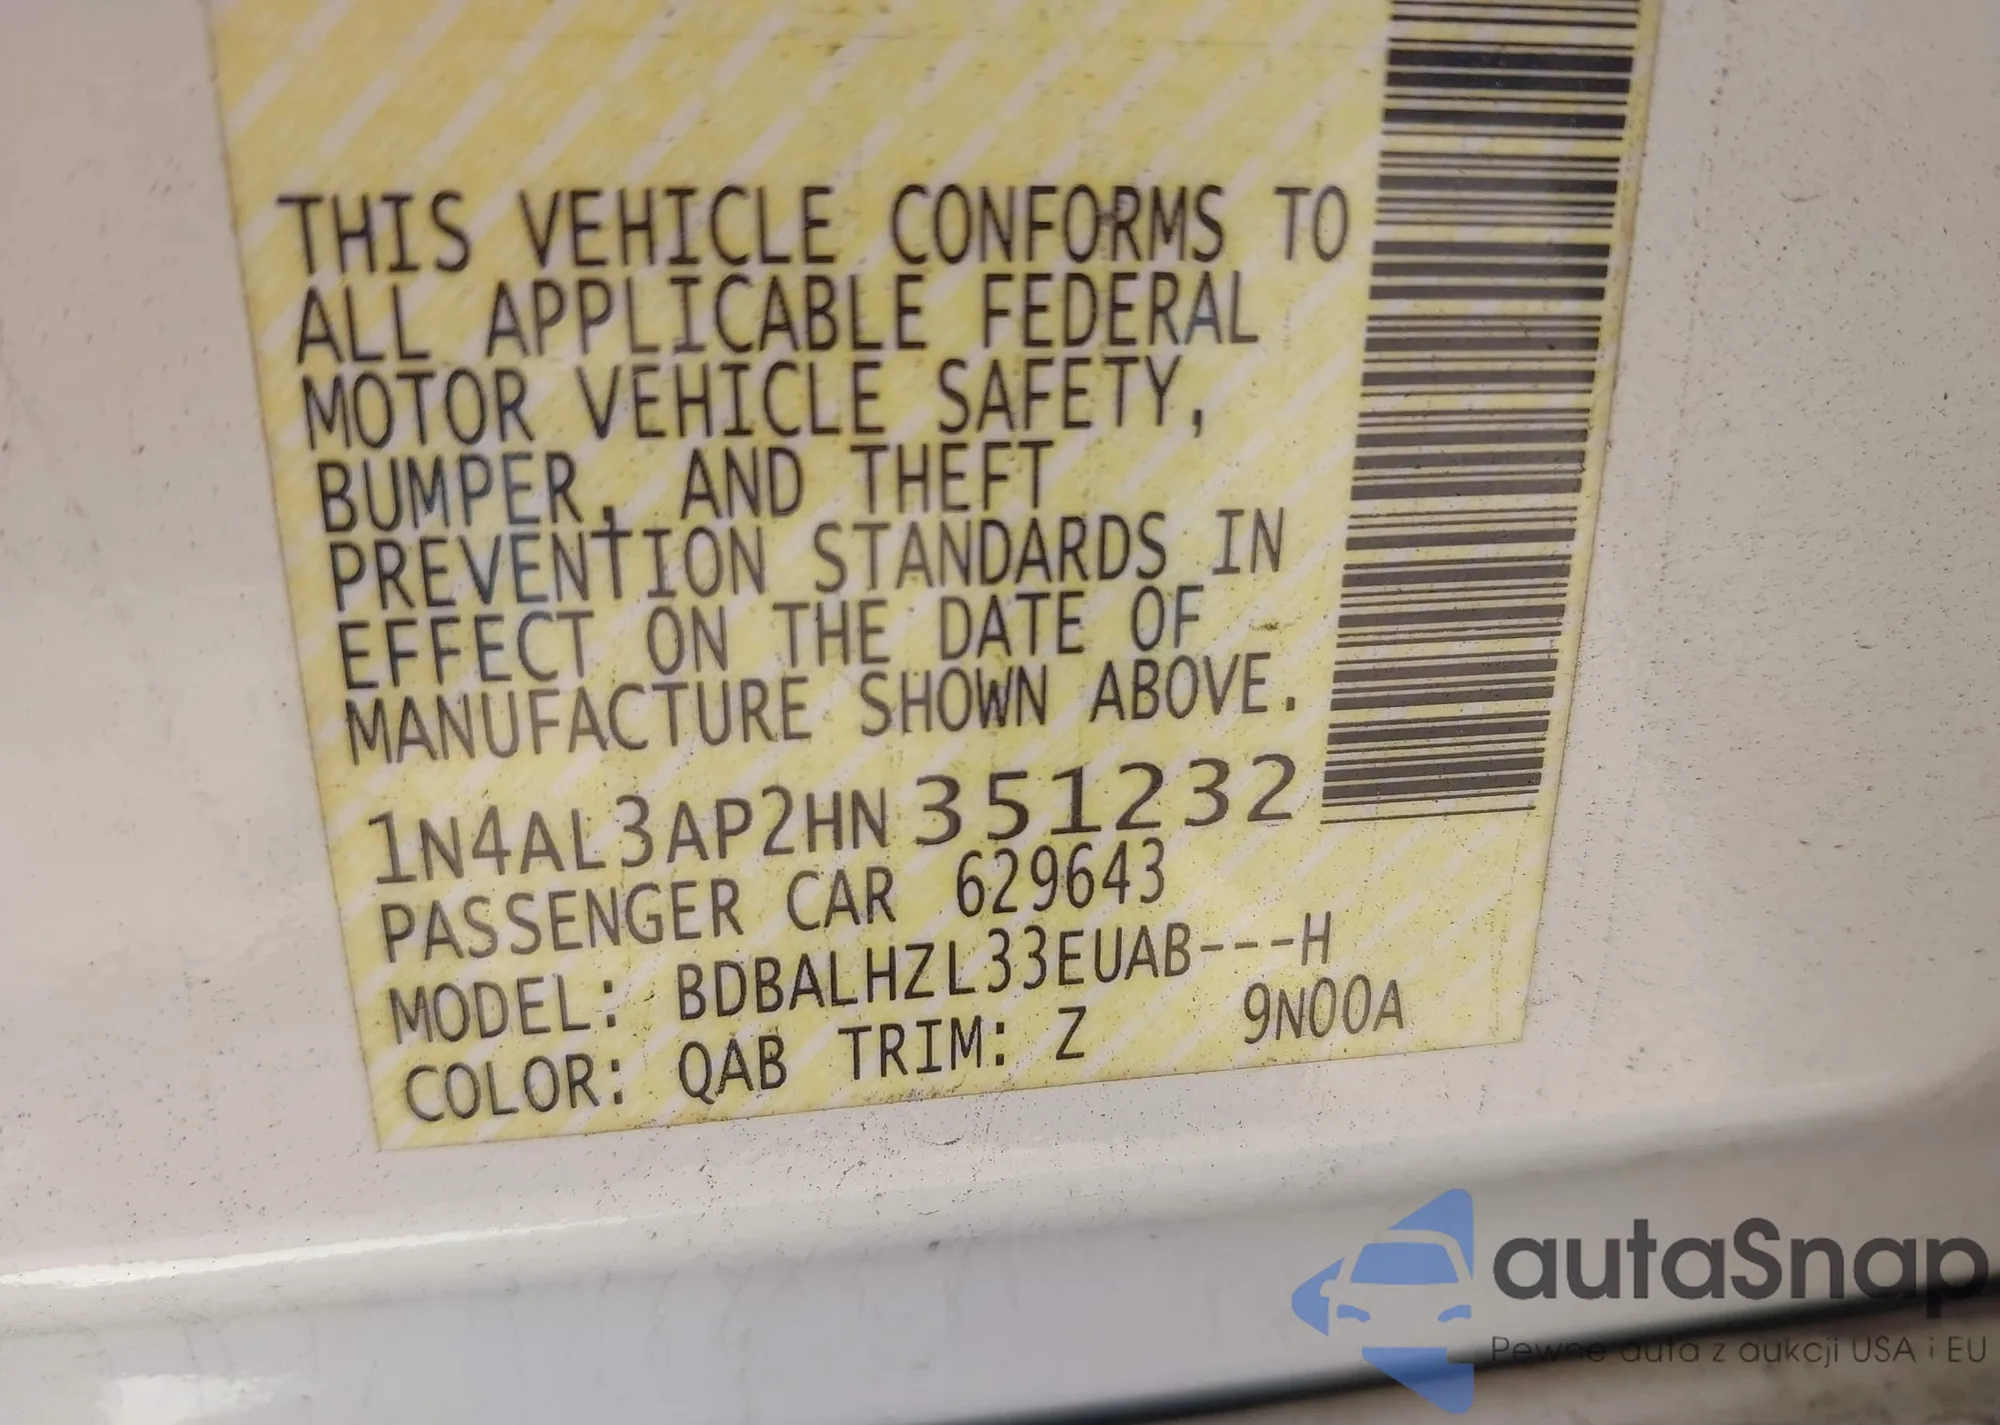 THIS VEHICLE CONFORMS TO
ALL APPLICABLE FEDERAL
MOTOR VEHICLE SAFETY,
BUMPER, AND THEFT
PREVENTION STANDARDS IN
EFFECT ON THE DATE OF
MANUFACTURE SHOWN ABOVE.
1N4AL3AP2HN351232
PASSENGER CAR 629643
MODEL: BDBALHZL33EUAB---H
COLOR: QAB TRIM: Z 9N00A
autaSnap
Pewne auta z aukcji USA i EU